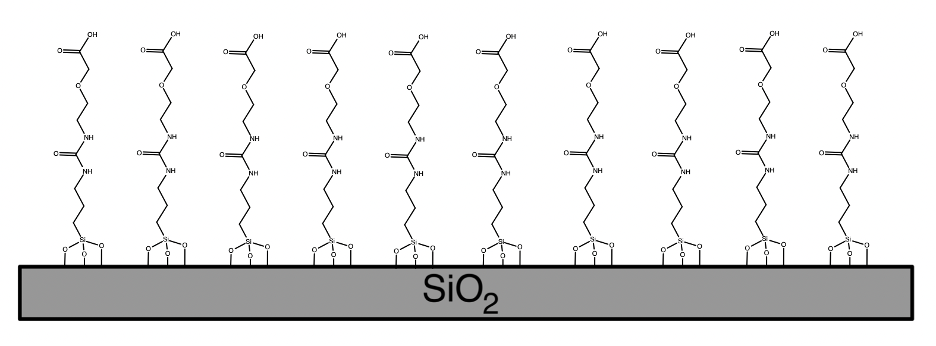 OH OH OH OH OH OH OH OH OH OH
O O O O O O O O O O
O O O O O O O O O O
NH NH NH NH NH NH NH NH NH NH
O O O O O O O O O O
NH NH NH NH NH NH NH NH NH NH
Si Si Si Si Si Si Si Si Si Si
O O O O O O O O O O O O O O O O O O O O
O O O O O O O O O O
SiO₂